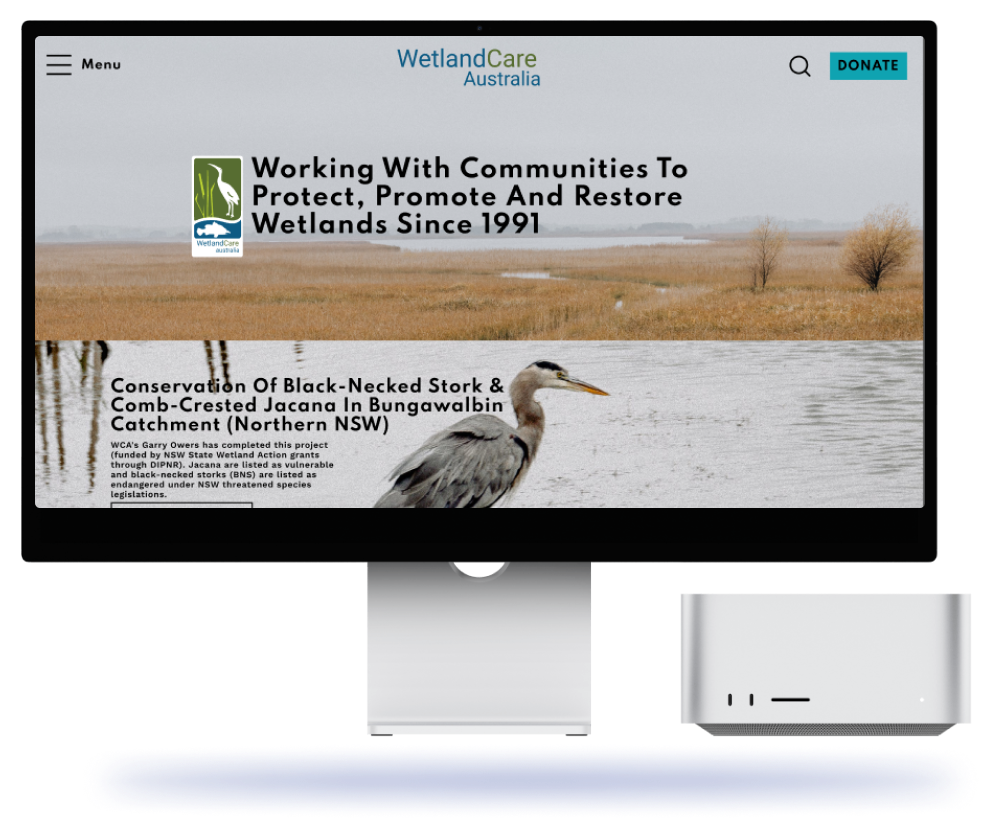 Menu
WetlandCare
Australia
DONATE
Working With Communities To
Protect, Promote And Restore
Wetlands Since 1991
WetlandCare
australia
Conservation Of Black-Necked Stork &
Comb-Crested Jacana In Bungawalbin
Catchment (Northern NSW)
WCA's Garry Owers has completed this project
(funded by NSW State Wetland Action grants
through DIPNR). Jacana are listed as vulnerable
and black-necked storks (BNS) are listed as
endangered under NSW threatened species
legislations.